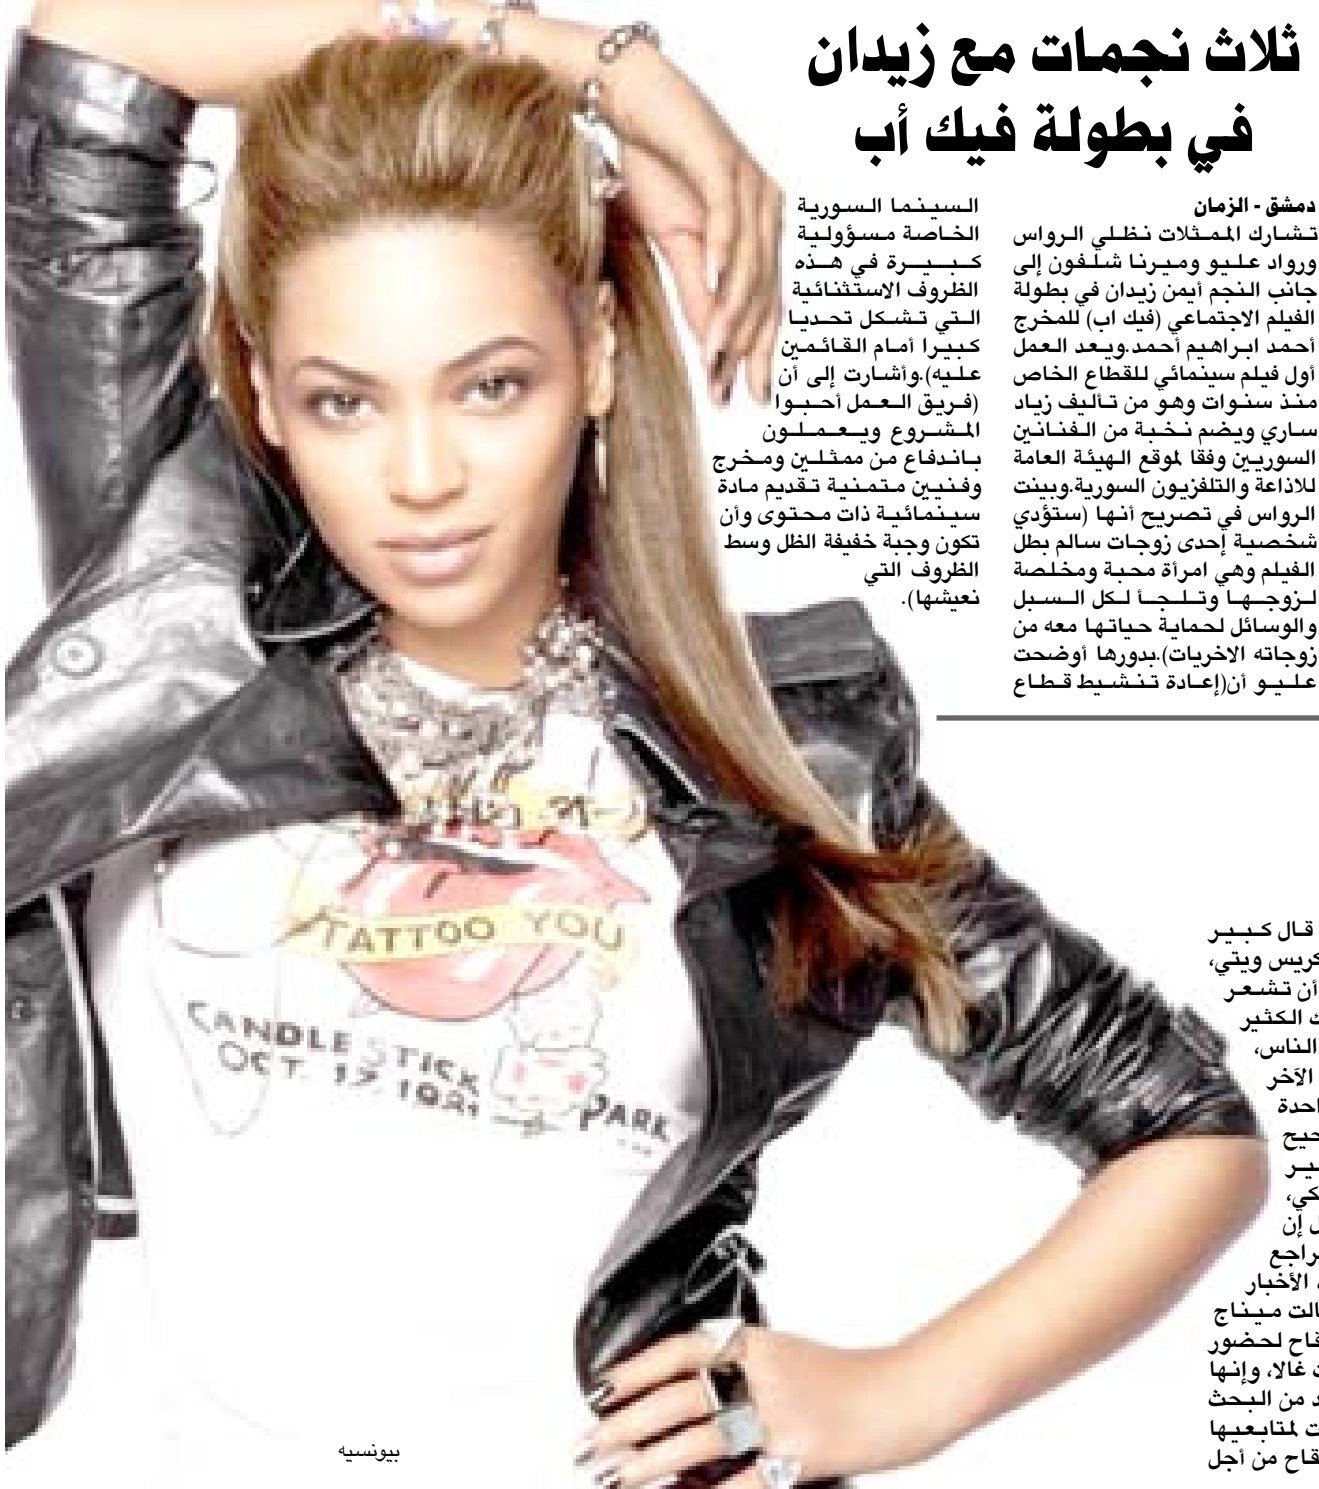 ثلاث نجمات مع زيدان
في بطولة فيك أب
دمشق - الزمان
تشارك الممثلات نظلي الرواس
ورواد عليو وميرنا شلفون إلى
جانب النجم أيمن زيدان في بطولة
الفيلم الاجتماعي (فيك اب) للمخرج
أحمد ابراهيم أحمد.ويعد العمل
أول فيلم سينمائي للقطاع الخاص
منذ سنوات وهو من تأليف زياد
ساري ويضم نخبة من الفنانين
السوريين وفقا لموقع الهيئة العامة
للاذاعة والتلفزيون السورية.وبينت
الرواس في تصريح أنها (ستؤدي
شخصية إحدى زوجات سالم بطل
الفيلم وهي امرأة محبة ومخلصة
لزوجها وتلجأ لكل السبل
والوسائل لحماية حياتها معه من
زوجاته الاخريات).بدورها أوضحت
عليو أن(إعادة تنشيط قطاع
السينما السورية
الخاصة مسؤولية
كبيرة في هذه
الظروف الاستثنائية
التي تشكل تحديا
كبيرا أمام القائمين
عليه).وأشارت إلى أن
(فريق العمل أحبوا
المشروع ويعملون
باندفاع من ممثلين ومخرج
وفنيين متمنية تقديم مادة
سينمائية ذات محتوى وأن
تكون وجبة خفيفة الظل وسط
الظروف التي
نعيشها).
قال كبير
كريس ويتي،
أن تشعر
الكثير
الناس،
الآخر
إن
الأخبار
ميناج
لحضور
غالا، وإنها
من البحث
لمتابعيها
من أجل
TATTOO YOU
CANDLE STICK
PARK
OCT. 17, 1981
بيونسيه